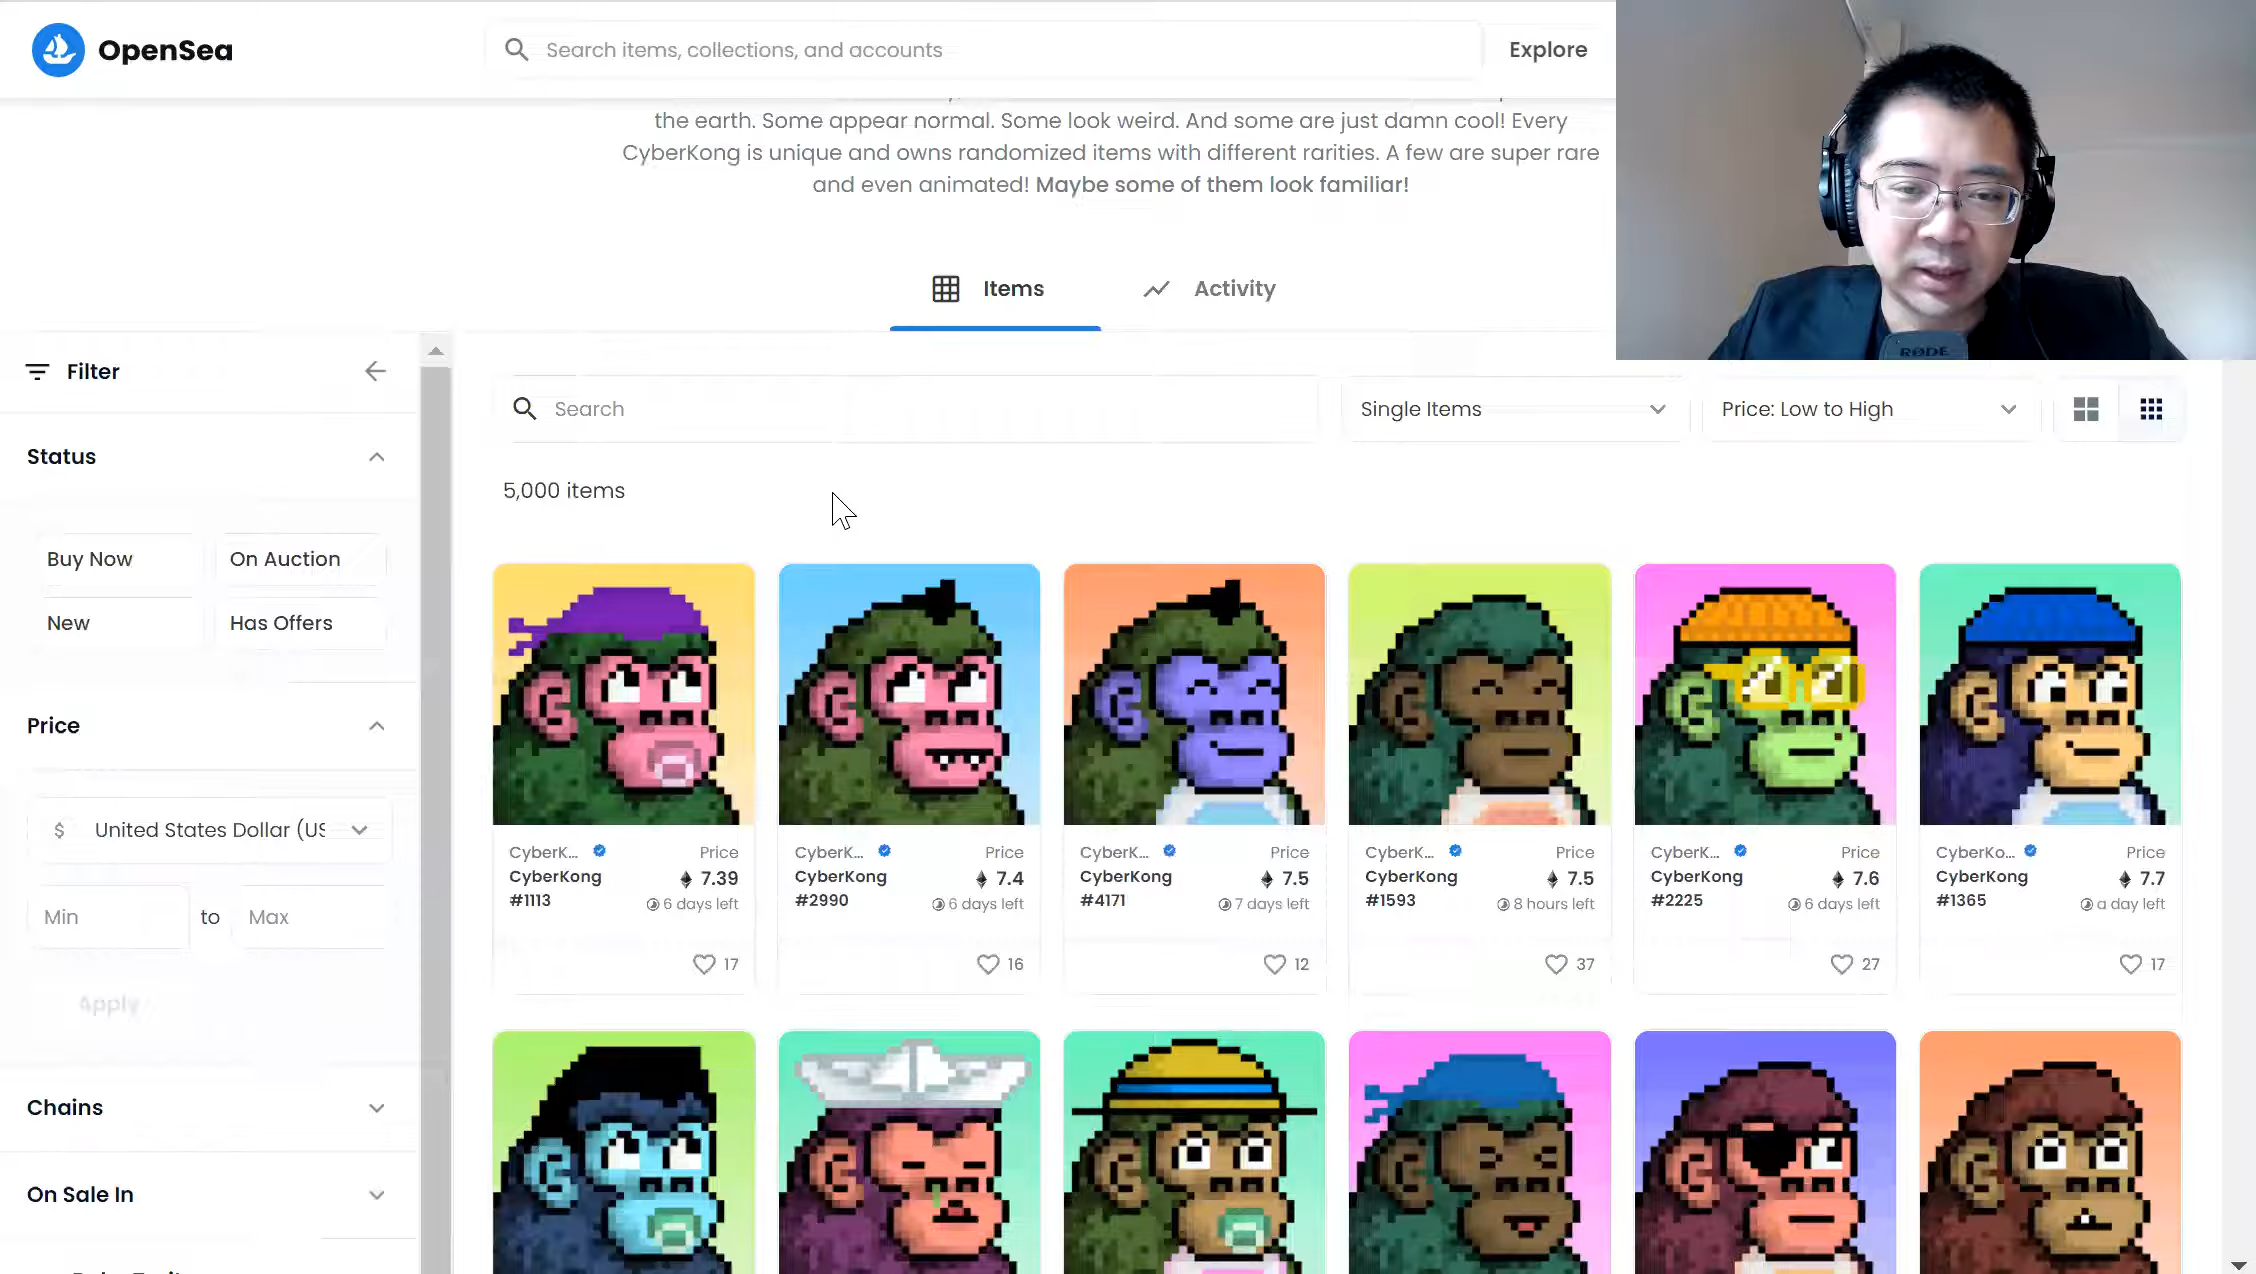 OpenSea
Search items, collections, and accounts
Explore
the earth. Some appear normal. Some look weird. And some are just damn cool! Every
CyberKong is unique and owns randomized items with different rarities. A few are super rare
and even animated! Maybe some of them look familiar!
RØDE
Items
Activity
Filter
Search
Single Items
Price: Low to High
Status
5,000 items
Buy Now
On Auction
New
Has Offers
Price
$ United States Dollar (US
Min to Max
Apply
Chains
On Sale In
CyberK... Price
CyberKong 7.39
#1113 6 days left
17
CyberK... Price
CyberKong 7.4
#2990 6 days left
16
CyberK... Price
CyberKong 7.5
#4171 7 days left
12
CyberK... Price
CyberKong 7.5
#1593 8 hours left
37
CyberK... Price
CyberKong 7.6
#2225 6 days left
27
CyberKo... Price
CyberKong 7.7
#1365 a day left
17